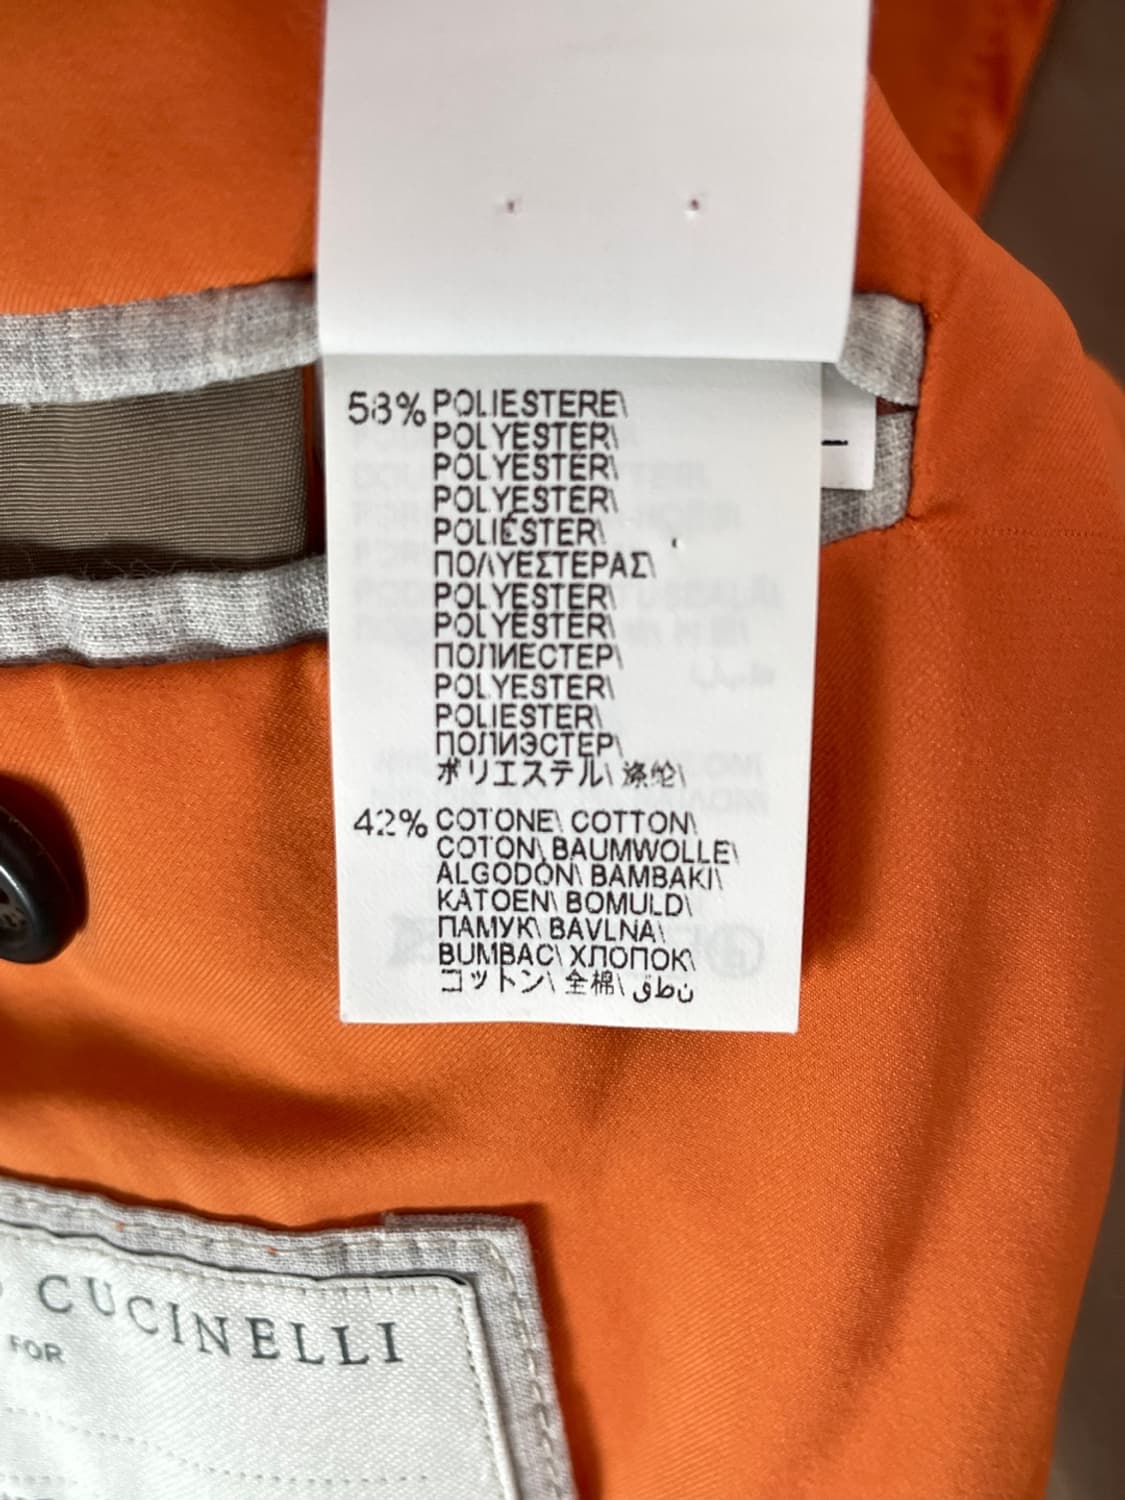 58% POLIESTERE\
POLYESTER\
POLYESTER\
POLYESTER\
POLIÉSTER\
ΠΟΛΥΕΣΤΕΡΑΣ\
POLYESTER\
POLYESTER\
ПОЛИЕСТЕР\
POLYESTER\
POLIESTER\
ПОЛИЭСТЕР\
ポリエステル\ 涤纶\
42% COTONE\ COTTON\
COTON\ BAUMWOLLE\
ALGODÓN\ BAMBAKI\
KATOEN\ BOMULD\
ПАМУК\ BAVLNA\
BUMBAC\ ХЛОПОК\
コットン\ 全棉\ نطق
CUCINELLI
FOR